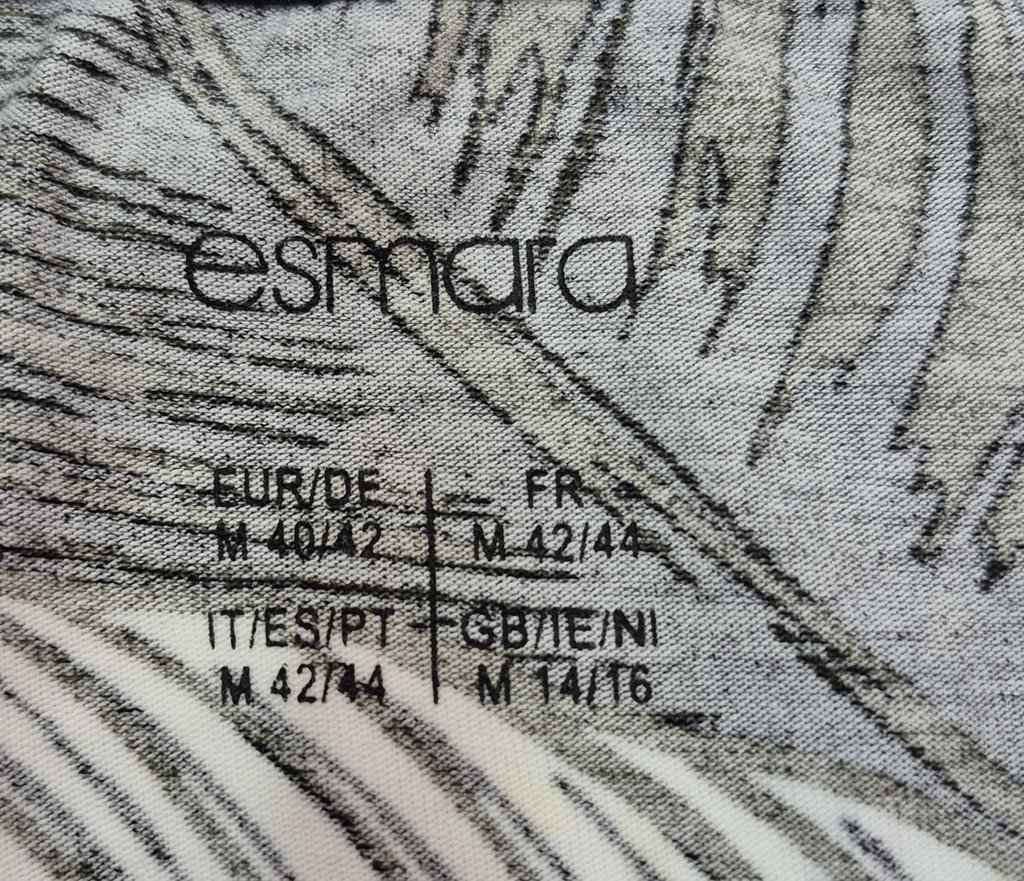 esmara
EUR/DE FR
M 40/42 M 42/44
IT/ES/PT GB/IE/NI
M 42/44 M 14/16